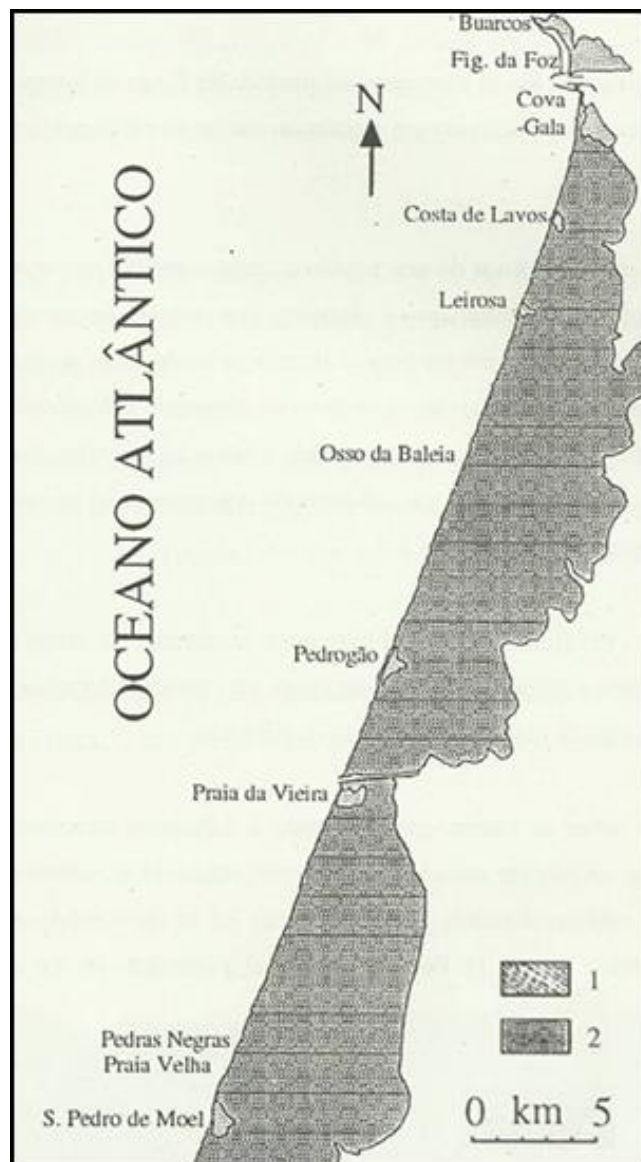 Buarcos
Fig. da Foz
N
Cova
-Gala
OCEANO ATLÂNTICO
Costa de Lavos
Leirosa
Osso da Baleia
Pedrogão
Praia da Vieira
1
Pedras Negras
Praia Velha
2
S. Pedro de Moel
0 km 5